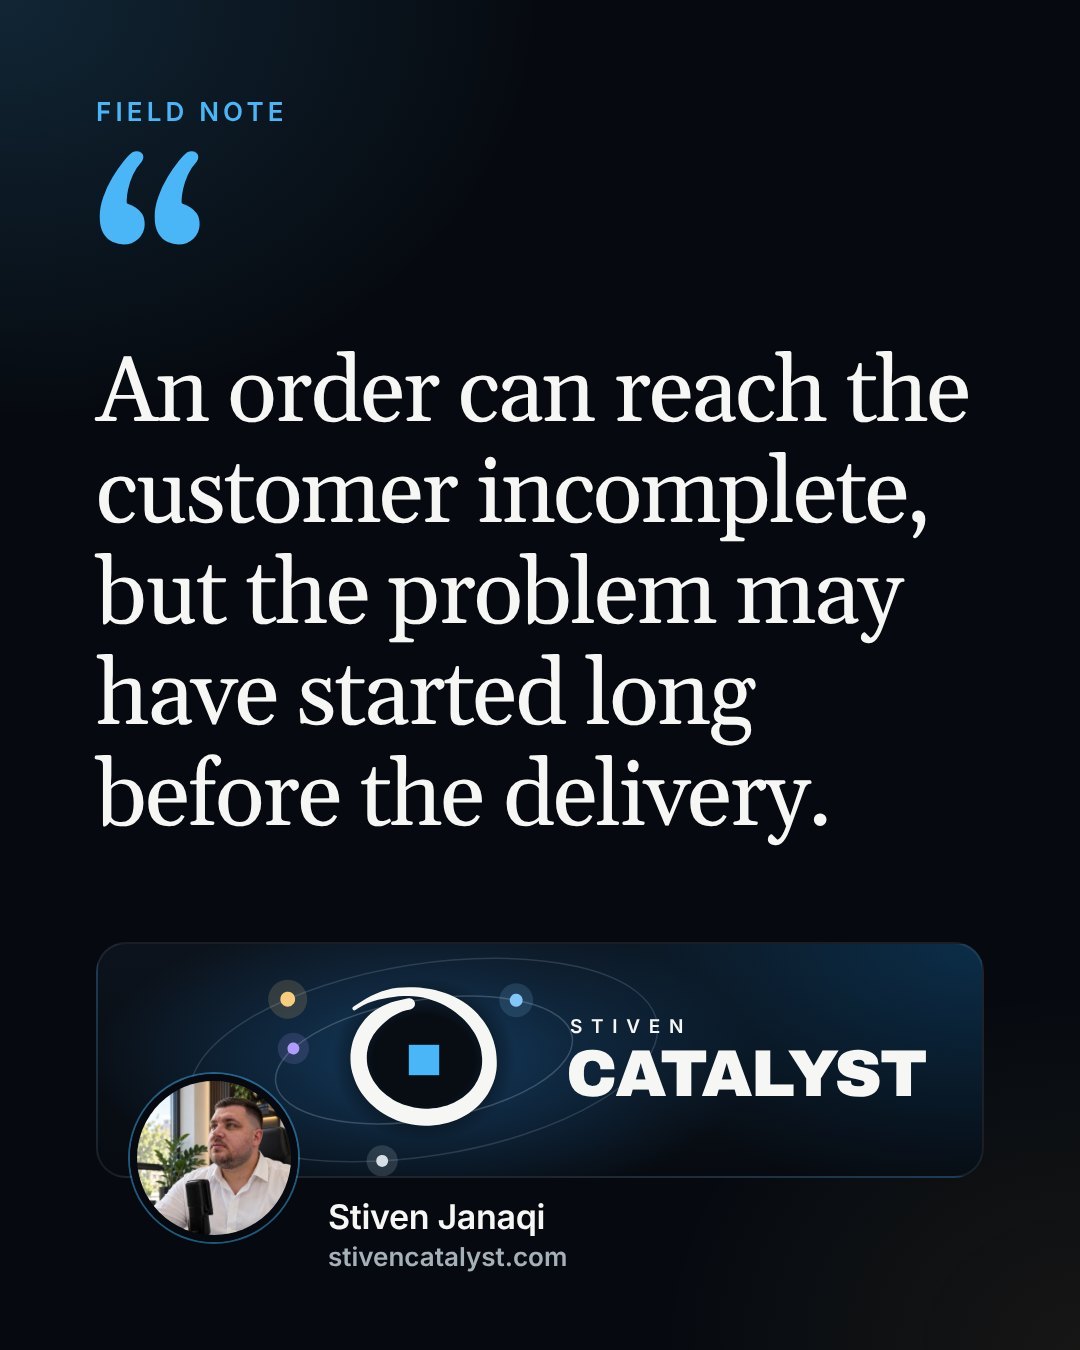 FIELD NOTE
“
An order can reach the
customer incomplete,
but the problem may
have started long
before the delivery.
STIVEN
CATALYST
Stiven Janaqi
stivencatalyst.com